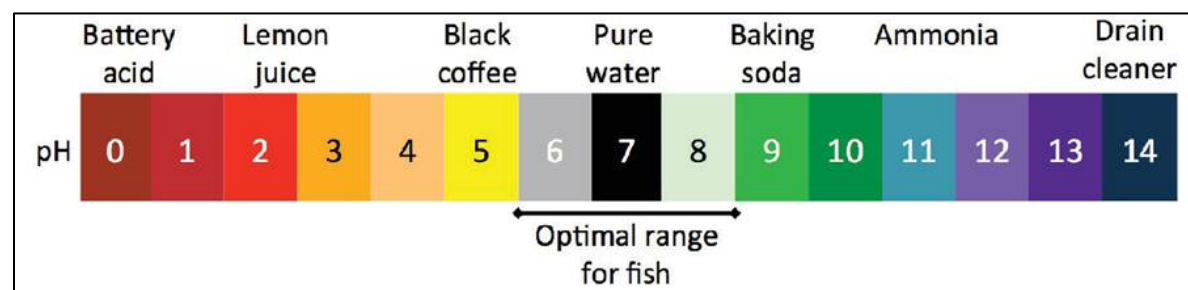 Battery acid
Lemon juice
Black coffee
Pure water
Baking soda
Ammonia
Drain cleaner
pH 0 1 2 3 4 5 6 7 8 9 10 11 12 13 14
Optimal range
for fish